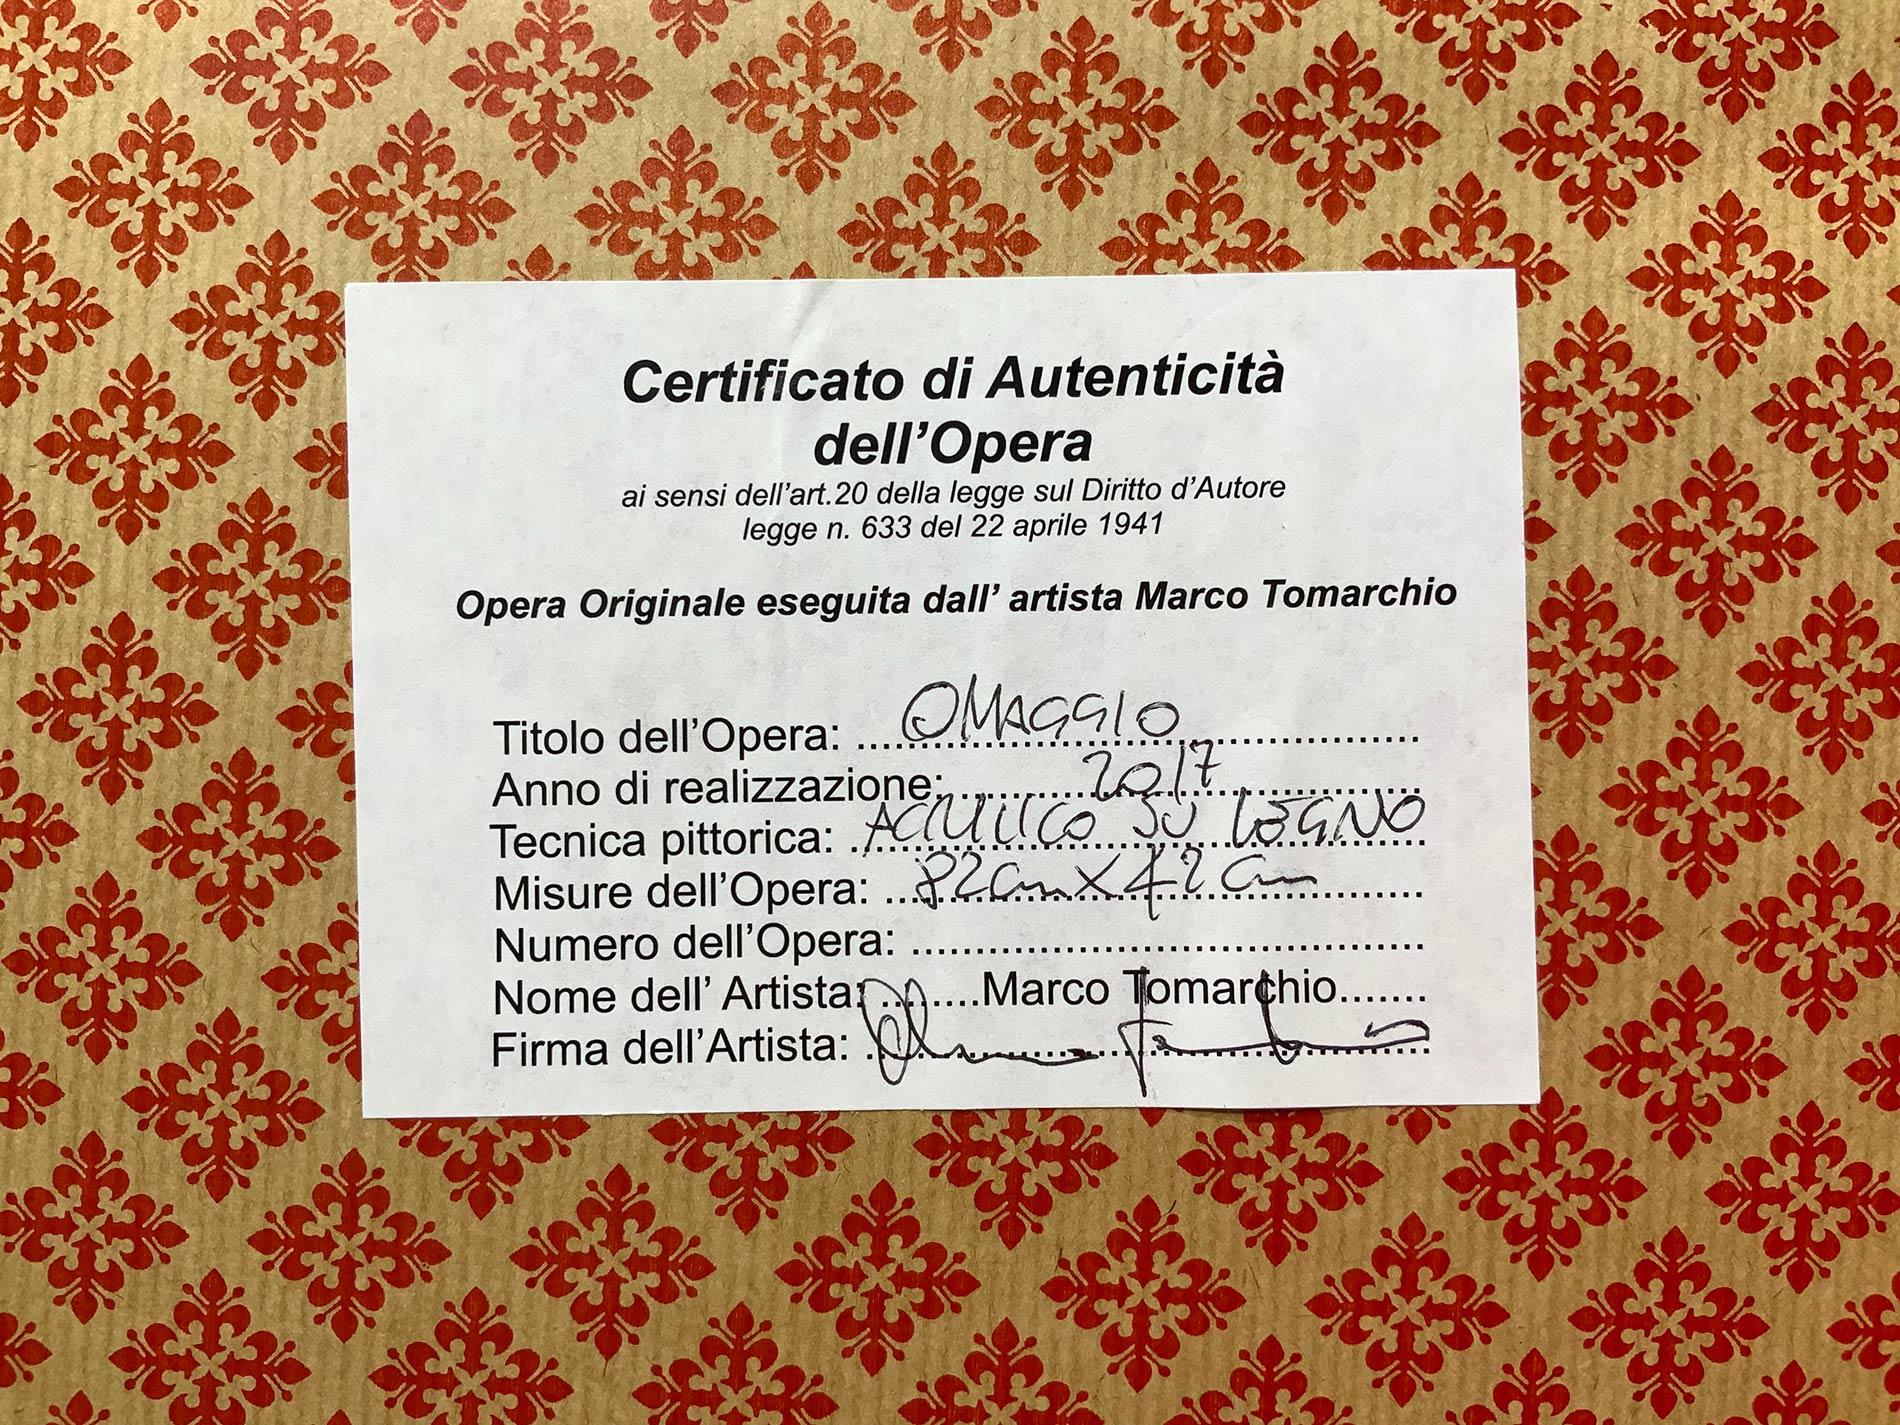 Certificato di Autenticità
dell'Opera
ai sensi dell'art.20 della legge sul Diritto d'Autore
legge n. 633 del 22 aprile 1941
Opera Originale eseguita dall' artista Marco Tomarchio
Titolo dell'Opera: OMAGGIO
Anno di realizzazione: 2017
Tecnica pittorica: ACRILICO SU LEGNO
Misure dell'Opera: 82cm x 42 cm
Numero dell'Opera: ........................................
Nome dell' Artista: ........Marco Tomarchio.......
Firma dell'Artista: